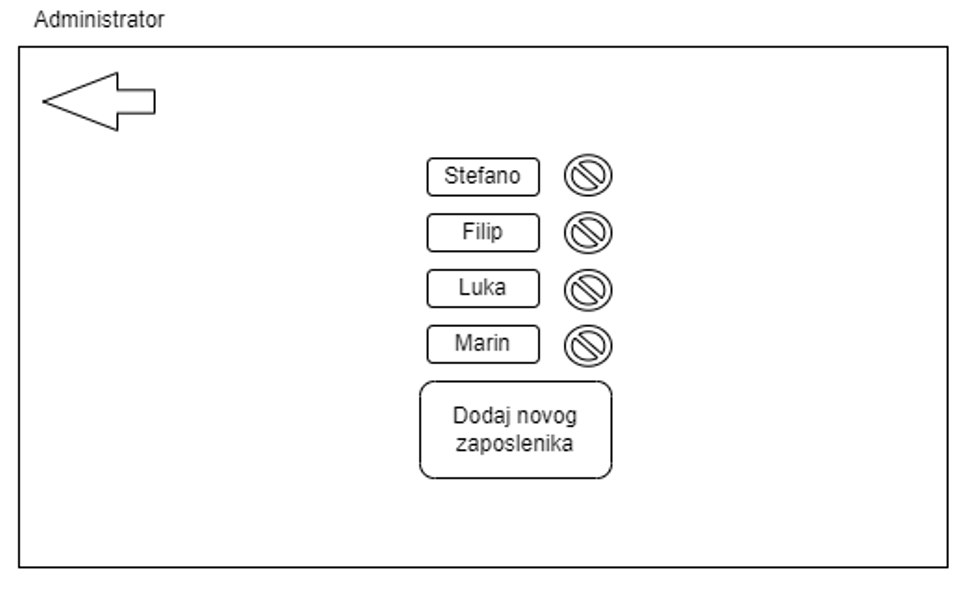 Administrator
Stefano
Filip
Luka
Marin
Dodaj novog
zaposlenika